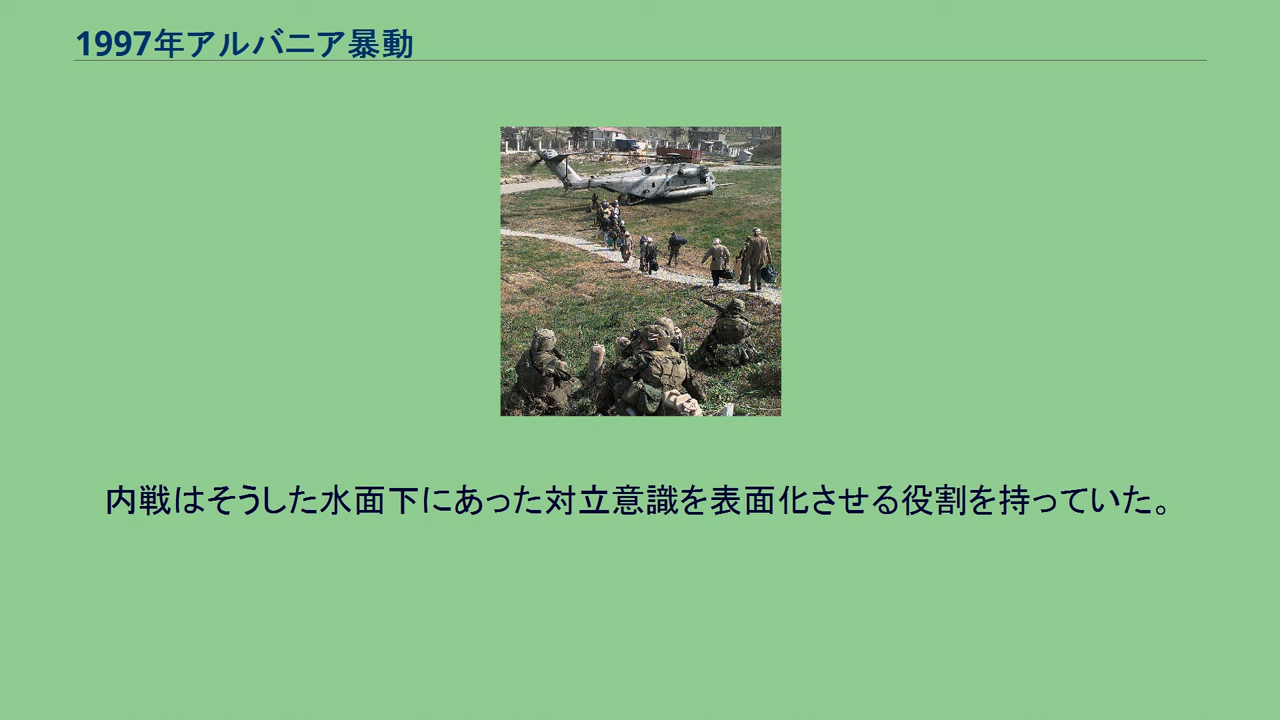 1997年アルバニア暴動
内戦はそうした水面下にあった対立意識を表面化させる役割を持っていた。